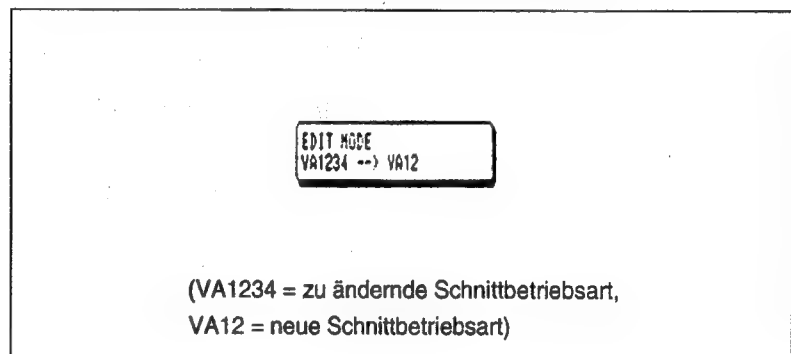 EDIT MODE
VA1234 --> VA12
(VA1234 = zu ändernde Schnittbetriebsart,
VA12 = neue Schnittbetriebsart)